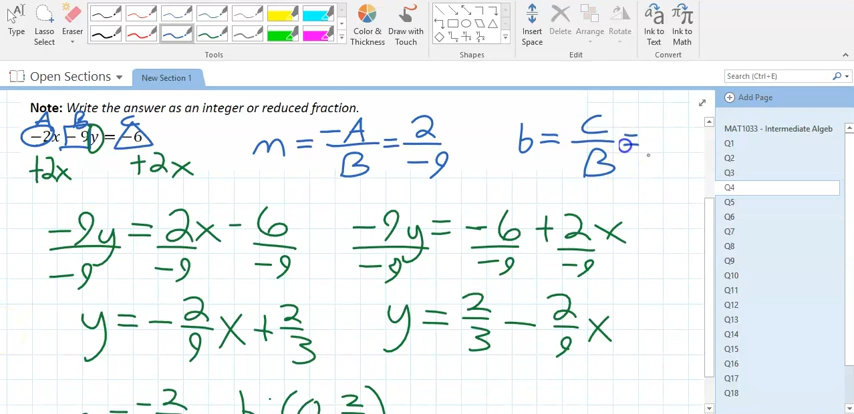 Type
Lasso
Select
Eraser
Color &
Thickness
Draw with
Touch
Insert
Space
Delete
Arrange
Rotate
Ink to
Text
Ink to
Math
Tools
Shapes
Edit
Convert
Open Sections
New Section 1
Search (Ctrl+E)
Add Page
MAT1033 - Intermediate Algeb
Q1
Q2
Q3
Q4
Q5
Q6
Q7
Q8
Q9
Q10
Q11
Q12
Q13
Q14
Q15
Q16
Q17
Q18
Note: Write the answer as an integer or reduced fraction.
A B C
-2x - 9y = -6
+2x +2x
m = -A/B = 2/-9
b = C/B =
-9y/-9 = 2x/-9 - 6/-9
-9y/-9 = -6/-9 + 2x/-9
y = -2/9 x + 2/3
y = 2/3 - 2/9 x